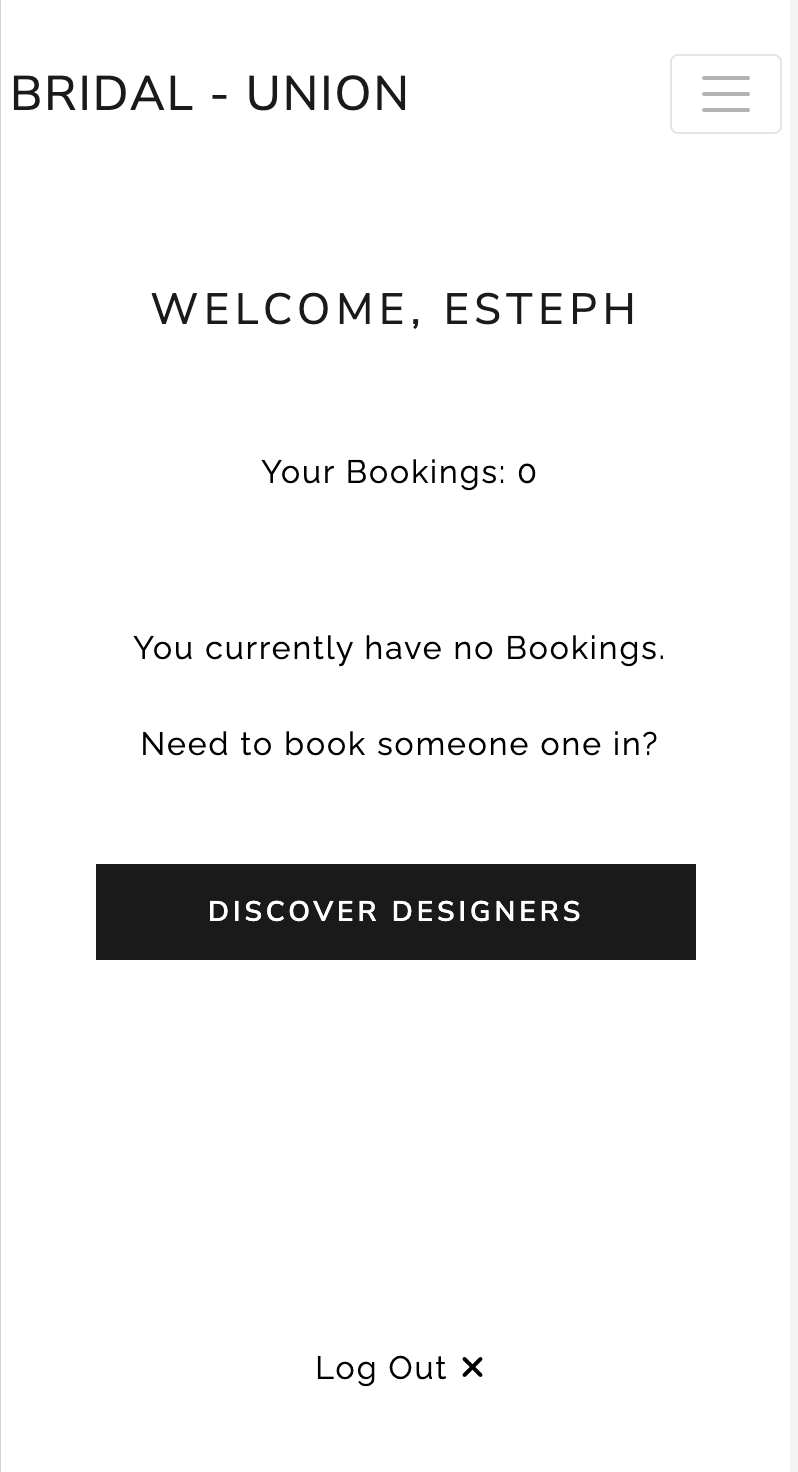 BRIDAL - UNION
WELCOME, ESTEPH
Your Bookings: 0
You currently have no Bookings.
Need to book someone one in?
DISCOVER DESIGNERS
Log Out ✕